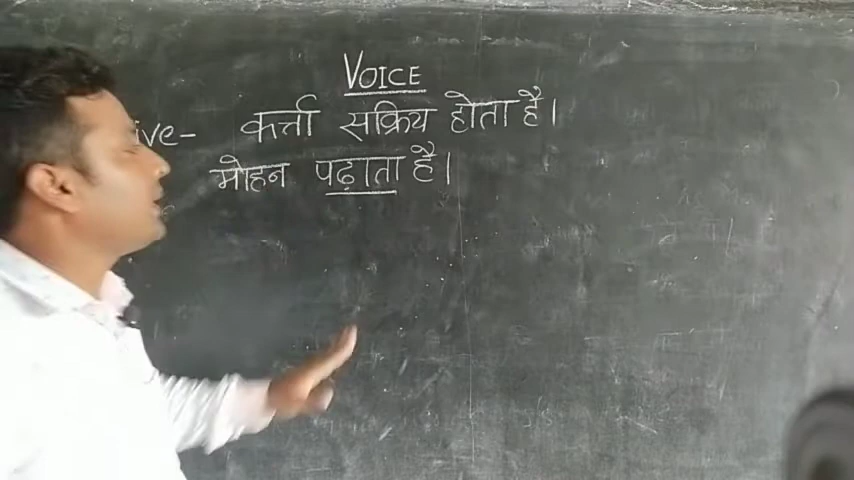 VOICE
ive- कर्त्ता सक्रिय होता है।
मोहन पढ़ाता है।